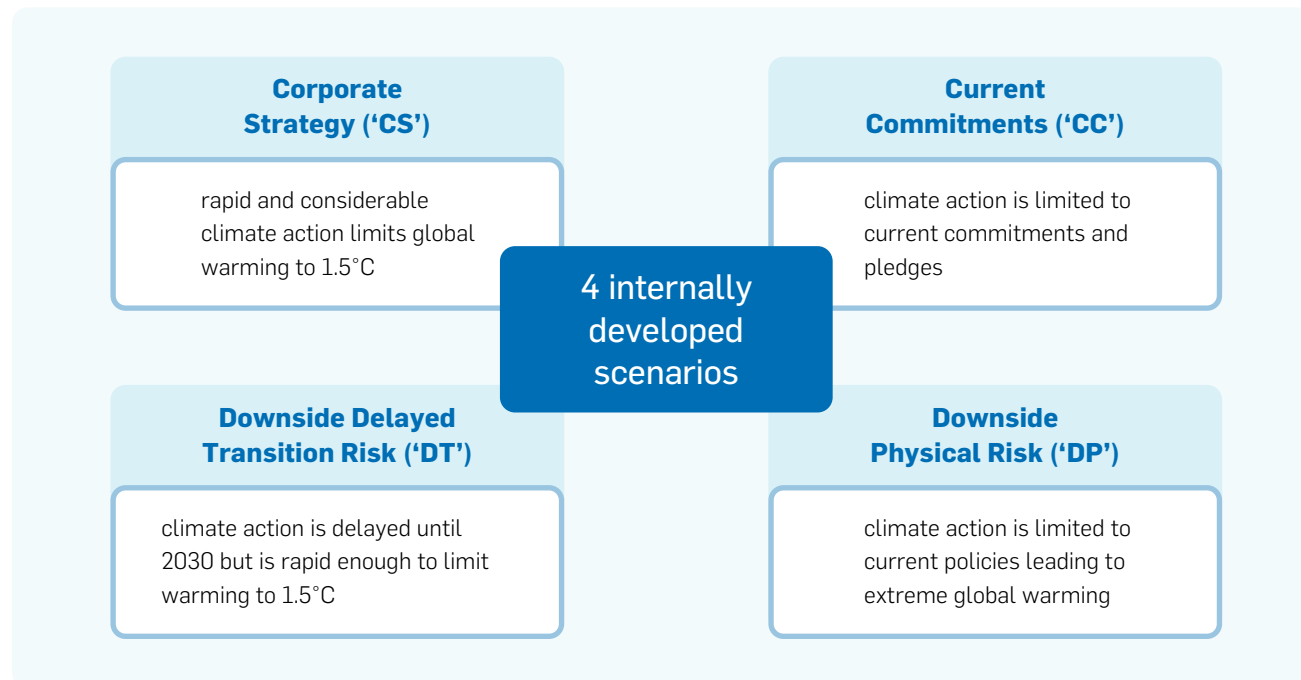 Corporate
Strategy (‘CS’)
rapid and considerable
climate action limits global
warming to 1.5°C
Current
Commitments (‘CC’)
climate action is limited to
current commitments and
pledges
4 internally
developed
scenarios
Downside Delayed
Transition Risk (‘DT’)
climate action is delayed until
2030 but is rapid enough to limit
warming to 1.5°C
Downside
Physical Risk (‘DP’)
climate action is limited to
current policies leading to
extreme global warming